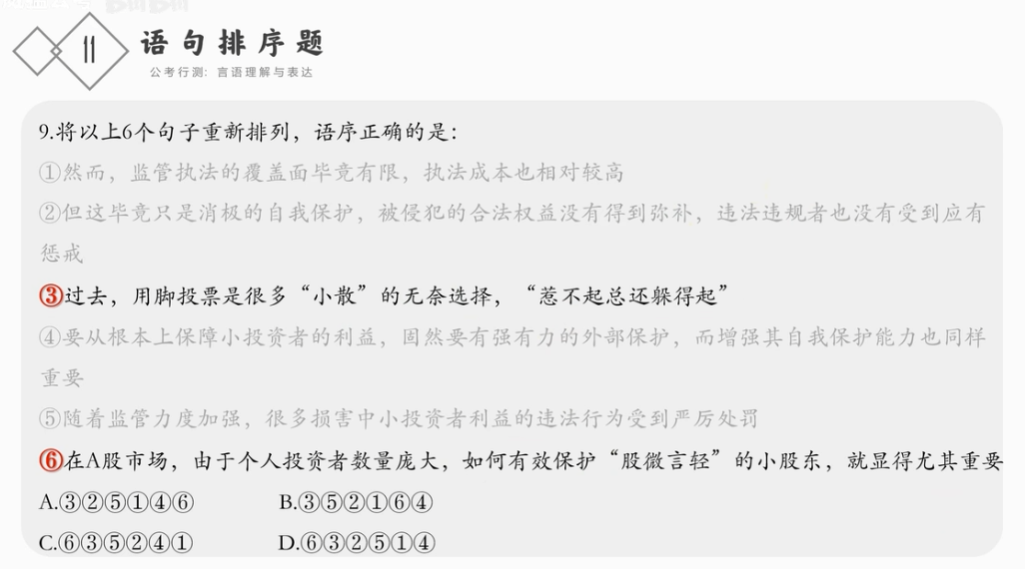 11 语句排序题
公考行测：言语理解与表达
9.将以上6个句子重新排列，语序正确的是：
①然而，监管执法的覆盖面毕竟有限，执法成本也相对较高
②但这毕竟只是消极的自我保护，被侵犯的合法权益没有得到弥补，违法违规者也没有受到应有
惩戒
③过去，用脚投票是很多“小散”的无奈选择，“惹不起总还躲得起”
④要从根本上保障小投资者的利益，固然要有强有力的外部保护，而增强其自我保护能力也同样
重要
⑤随着监管力度加强，很多损害中小投资者利益的违法行为受到严厉处罚
⑥在A股市场，由于个人投资者数量庞大，如何有效保护“股微言轻”的小股东，就显得尤其重要
A.③②⑤①④⑥ B.③⑤②①⑥④
C.⑥③⑤②④① D.⑥③②⑤①④